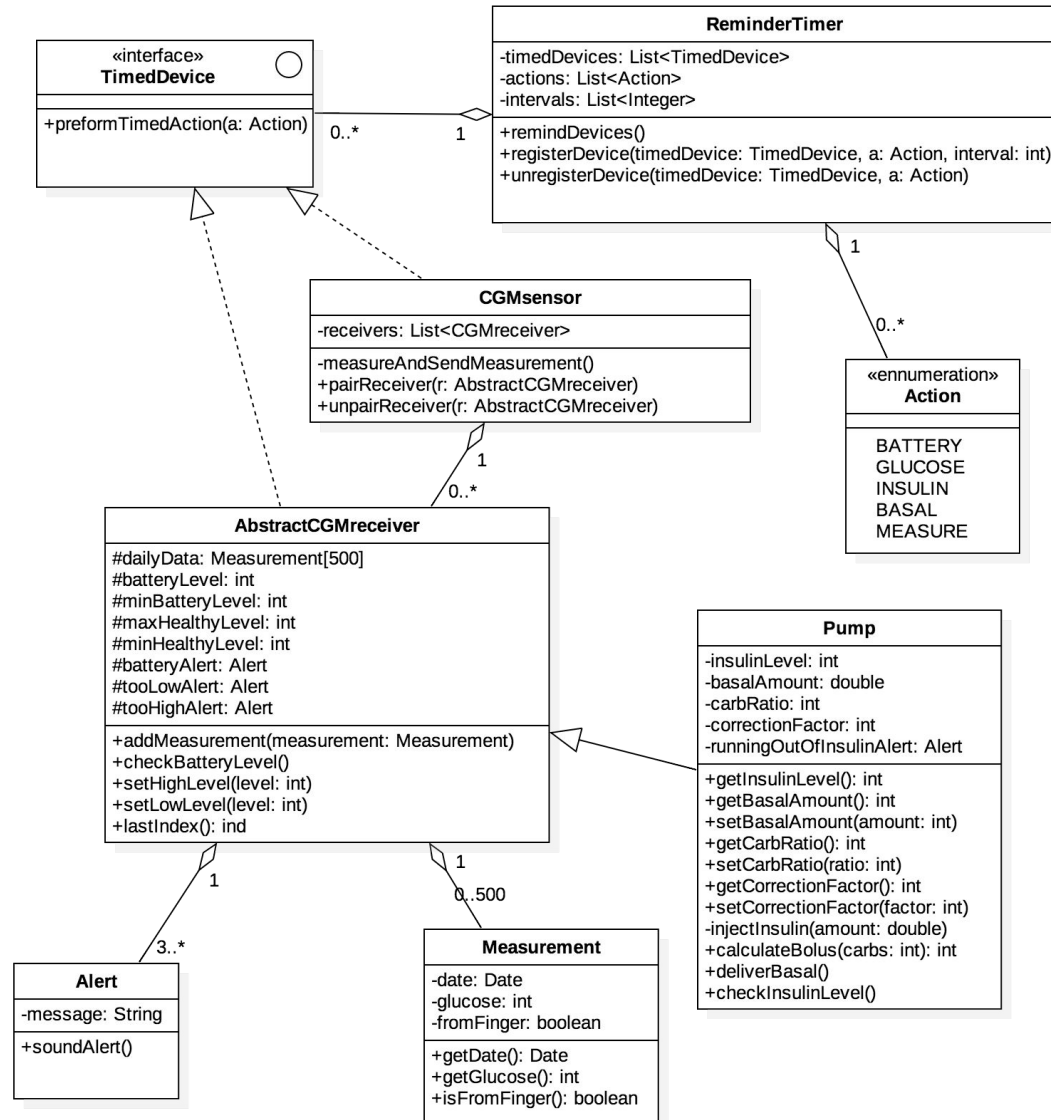 «interface»
TimedDevice
+preformTimedAction(a: Action)
0..*
1
ReminderTimer
-timedDevices: List<TimedDevice>
-actions: List<Action>
-intervals: List<Integer>
+remindDevices()
+registerDevice(timedDevice: TimedDevice, a: Action, interval: int)
+unregisterDevice(timedDevice: TimedDevice, a: Action)
1
0..*
CGMsensor
-receivers: List<CGMreceiver>
-measureAndSendMeasurement()
+pairReceiver(r: AbstractCGMreceiver)
+unpairReceiver(r: AbstractCGMreceiver)
1
0..*
«ennumeration»
Action
BATTERY
GLUCOSE
INSULIN
BASAL
MEASURE
AbstractCGMreceiver
#dailyData: Measurement[500]
#batteryLevel: int
#minBatteryLevel: int
#maxHealthyLevel: int
#minHealthyLevel: int
#batteryAlert: Alert
#tooLowAlert: Alert
#tooHighAlert: Alert
+addMeasurement(measurement: Measurement)
+checkBatteryLevel()
+setHighLevel(level: int)
+setLowLevel(level: int)
+lastIndex(): ind
1
3..*
1
0..500
Pump
-insulinLevel: int
-basalAmount: double
-carbRatio: int
-correctionFactor: int
-runningOutOfInsulinAlert: Alert
+getInsulinLevel(): int
+getBasalAmount(): int
+setBasalAmount(amount: int)
+getCarbRatio(): int
+setCarbRatio(ratio: int)
+getCorrectionFactor(): int
+setCorrectionFactor(factor: int)
-injectInsulin(amount: double)
+calculateBolus(carbs: int): int
+deliverBasal()
+checkInsulinLevel()
Alert
-message: String
+soundAlert()
Measurement
-date: Date
-glucose: int
-fromFinger: boolean
+getDate(): Date
+getGlucose(): int
+isFromFinger(): boolean